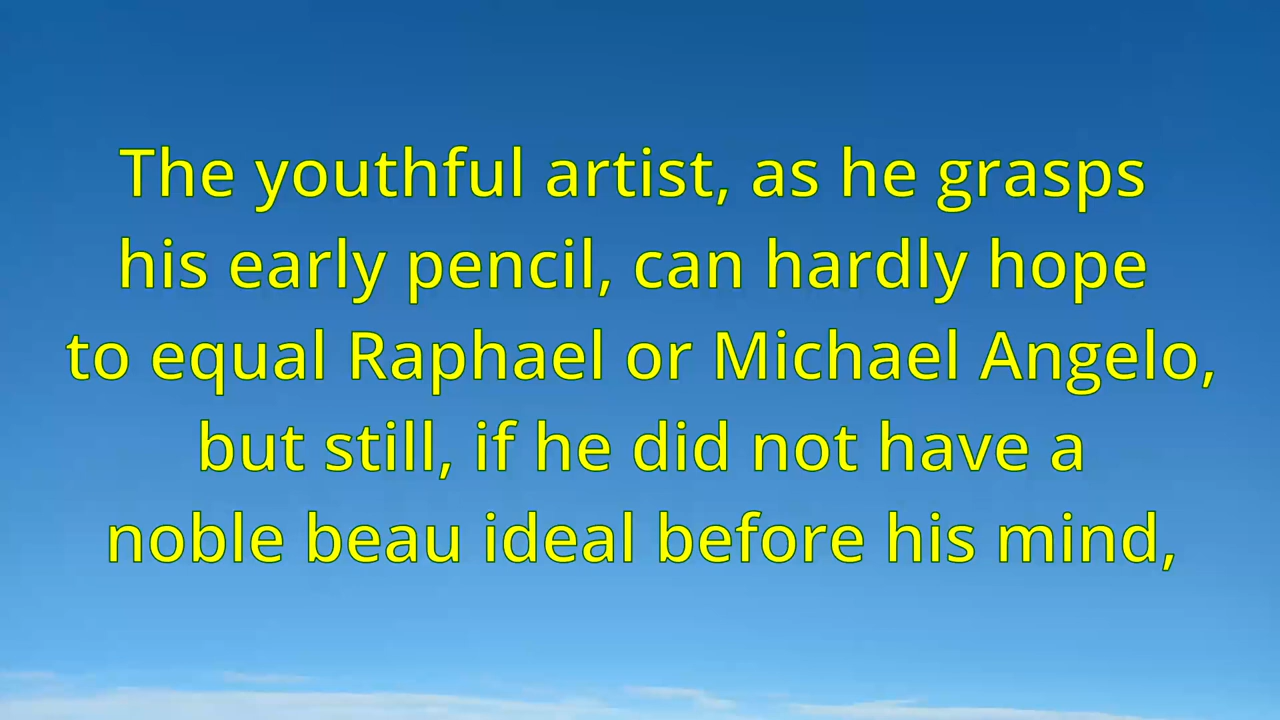 The youthful artist, as he grasps
his early pencil, can hardly hope
to equal Raphael or Michael Angelo,
but still, if he did not have a
noble beau ideal before his mind,